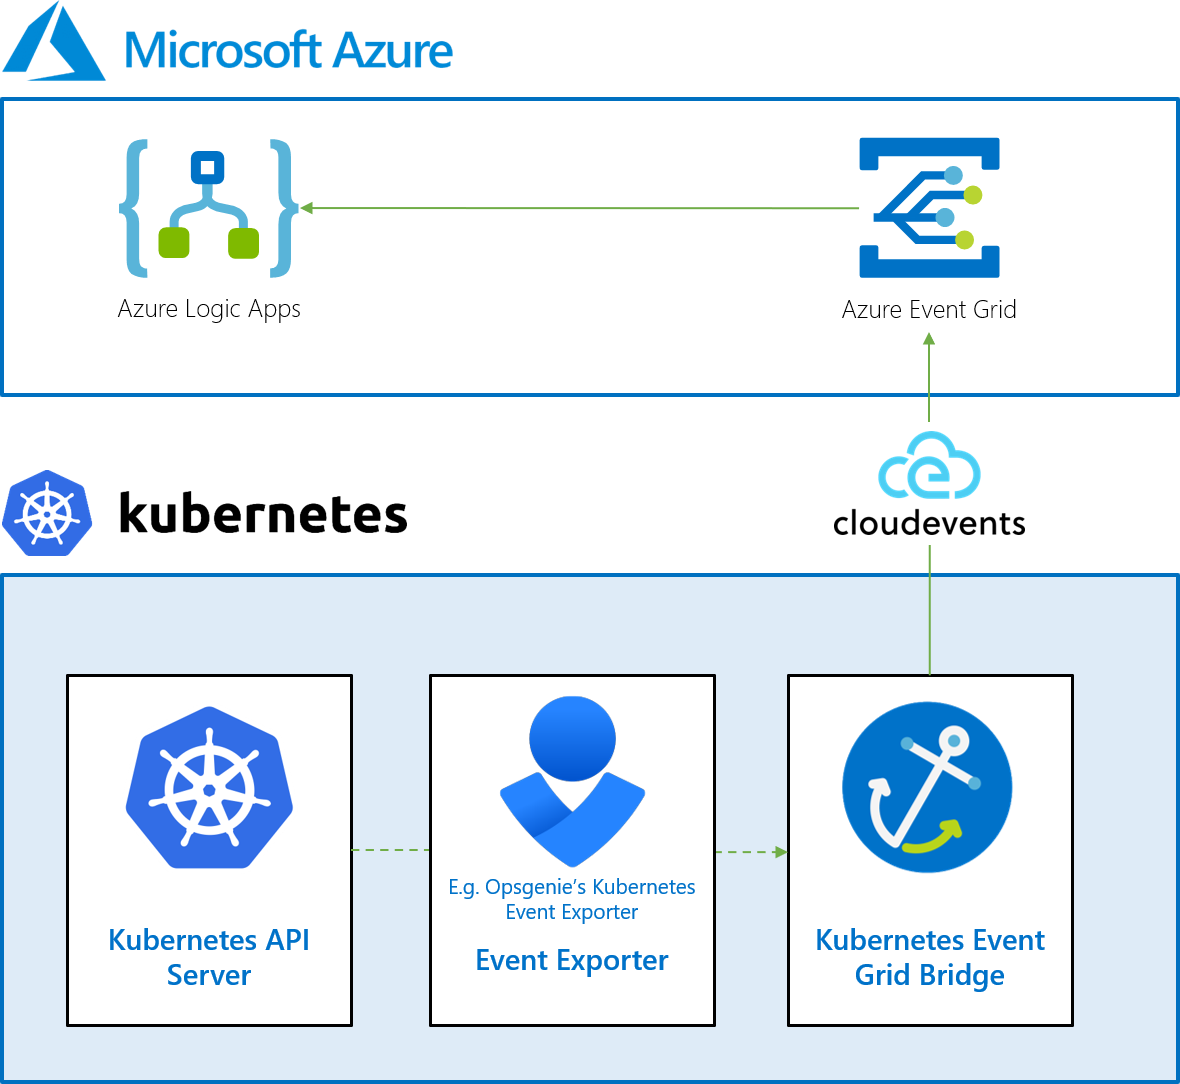 Microsoft Azure
Azure Logic Apps
Azure Event Grid
kubernetes
cloudevents
E.g. Opsgenie’s Kubernetes
Event Exporter
Kubernetes API
Server
Event Exporter
Kubernetes Event
Grid Bridge